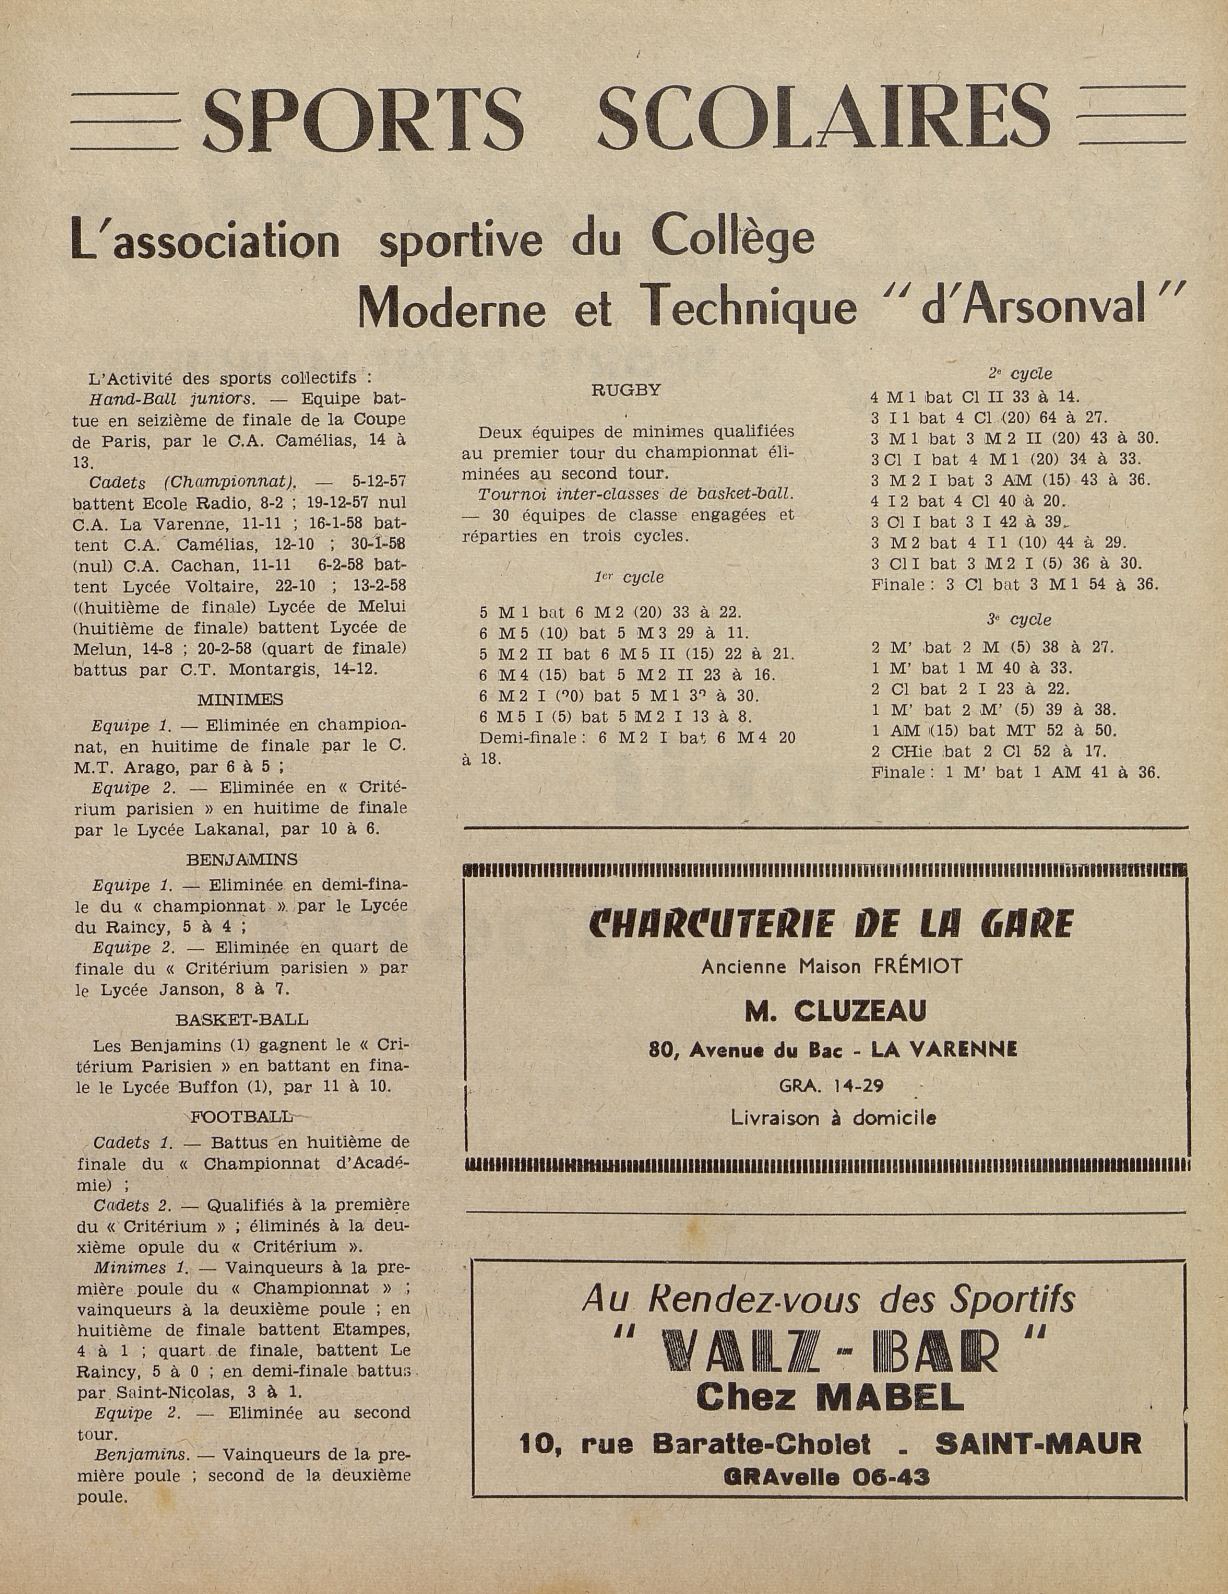 SPORTS SCOLAIRES
L'association sportive du Collège
Moderne et Technique "d'Arsonval"
L'Activité des sports collectifs :
Hand-Ball juniors. — Equipe bat-
tue en seizième de finale de la Coupe
de Paris, par le C.A. Camélias, 14 à
13.
Cadets (Championnat). — 5-12-57
battent Ecole Radio, 8-2 ; 19-12-57 nul
C.A. La Varenne, 11-11 ; 16-1-58 bat-
tent C.A. Camélias, 12-10 ; 30-1-58
(nul) C.A. Cachan, 11-11 6-2-58 bat-
tent Lycée Voltaire, 22-10 ; 13-2-58
((huitième de finale) Lycée de Melui
(huitième de finale) battent Lycée de
Melun, 14-8 ; 20-2-58 (quart de finale)
battus par C.T. Montargis, 14-12.
MINIMES
Equipe 1. — Eliminée en champion-
nat, en huitime de finale par le C.
M.T. Arago, par 6 à 5 ;
Equipe 2. — Eliminée en « Crité-
rium parisien » en huitime de finale
par le Lycée Lakanal, par 10 à 6.
BENJAMINS
Equipe 1. — Eliminée en demi-fina-
le du « championnat » par le Lycée
du Raincy, 5 à 4 ;
Equipe 2. — Eliminée en quart de
finale du « Critérium parisien » par
le Lycée Janson, 8 à 7.
BASKET-BALL
Les Benjamins (1) gagnent le « Cri-
térium Parisien » en battant en fina-
le le Lycée Buffon (1), par 11 à 10.
FOOTBALL
Cadets 1. — Battus en huitième de
finale du « Championnat d'Acadé-
mie) ;
Cadets 2. — Qualifiés à la première
du « Critérium » ; éliminés à la deu-
xième opule du « Critérium ».
Minimes 1. — Vainqueurs à la pre-
mière poule du « Championnat » ;
vainqueurs à la deuxième poule ; en
huitième de finale battent Etampes,
4 à 1 ; quart de finale, battent Le
Raincy, 5 à 0 ; en demi-finale battus
par Saint-Nicolas, 3 à 1.
Equipe 2. — Eliminée au second
tour.
Benjamins. — Vainqueurs de la pre-
mière poule ; second de la deuxième
poule.
RUGBY
Deux équipes de minimes qualifiées
au premier tour du championnat éli-
minées au second tour.
Tournoi inter-classes de basket-ball.
— 30 équipes de classe engagées et
réparties en trois cycles.
1er cycle
5 M 1 bat 6 M 2 (20) 33 à 22.
6 M 5 (10) bat 5 M 3 29 à 11.
5 M 2 II bat 6 M 5 II (15) 22 à 21.
6 M 4 (15) bat 5 M 2 II 23 à 16.
6 M 2 I bat 5 M 1 à 30.
6 M 5 I (5) bat 5 M 2 I 13 à 8.
Demi-finale : 6 M 2 I bat 6 M 4 20
à 18.
2e cycle
4 M 1 bat Cl II 33 à 14.
3 I 1 bat 4 Cl (20) 64 à 27.
3 M 1 bat 3 M 2 II (20) 43 à 30.
3 Cl I bat 4 M 1 (20) 34 à 33.
3 M 2 I bat 3 AM (15) 43 à 36.
4 I 2 bat 4 Cl 40 à 20.
3 Cl I bat 3 I 42 à 39.
3 M 2 bat 4 I 1 (10) 44 à 29.
3 Cl I bat 3 M 2 I (5) 36 à 30.
Finale : 3 Cl bat 3 M 1 54 à 36.
3e cycle
2 M' bat 2 M (5) 38 à 27.
1 M' bat 1 M 40 à 33.
2 Cl bat 2 I 23 à 22.
1 M' bat 2 M' (5) 39 à 38.
1 AM (15) bat MT 52 à 50.
2 CHie bat 2 Cl 52 à 17.
Finale : 1 M' bat 1 AM 41 à 36.
CHARCUTERIE DE LA GARE
Ancienne Maison FRÉMIOT
M. CLUZEAU
80, Avenue du Bac - LA VARENNE
GRA. 14-29
Livraison à domicile
Au Rendez-vous des Sportifs
" VALZ - BAR "
Chez MABEL
10, rue Baratte-Cholet - SAINT-MAUR
GRAvelle 06-43